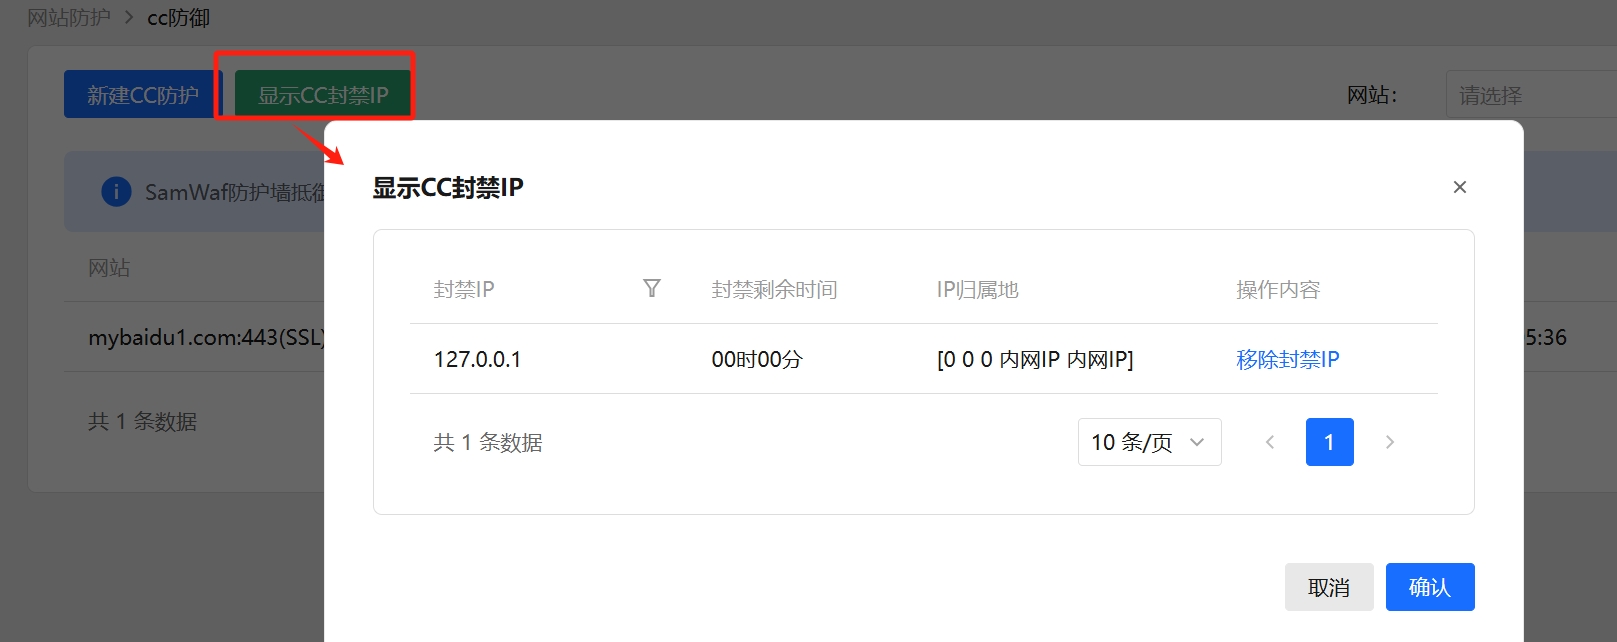 网站防护 > cc防御
新建CC防护 显示CC封禁IP 网站： 请选择
SamWaf防护墙抵御
网站
mybaidu1.com:443(SSL) 5:36
共 1 条数据
显示CC封禁IP ×
封禁IP 封禁剩余时间 IP归属地 操作内容
127.0.0.1 00时00分 [0 0 0 内网IP 内网IP] 移除封禁IP
共 1 条数据 10 条/页 1
取消 确认